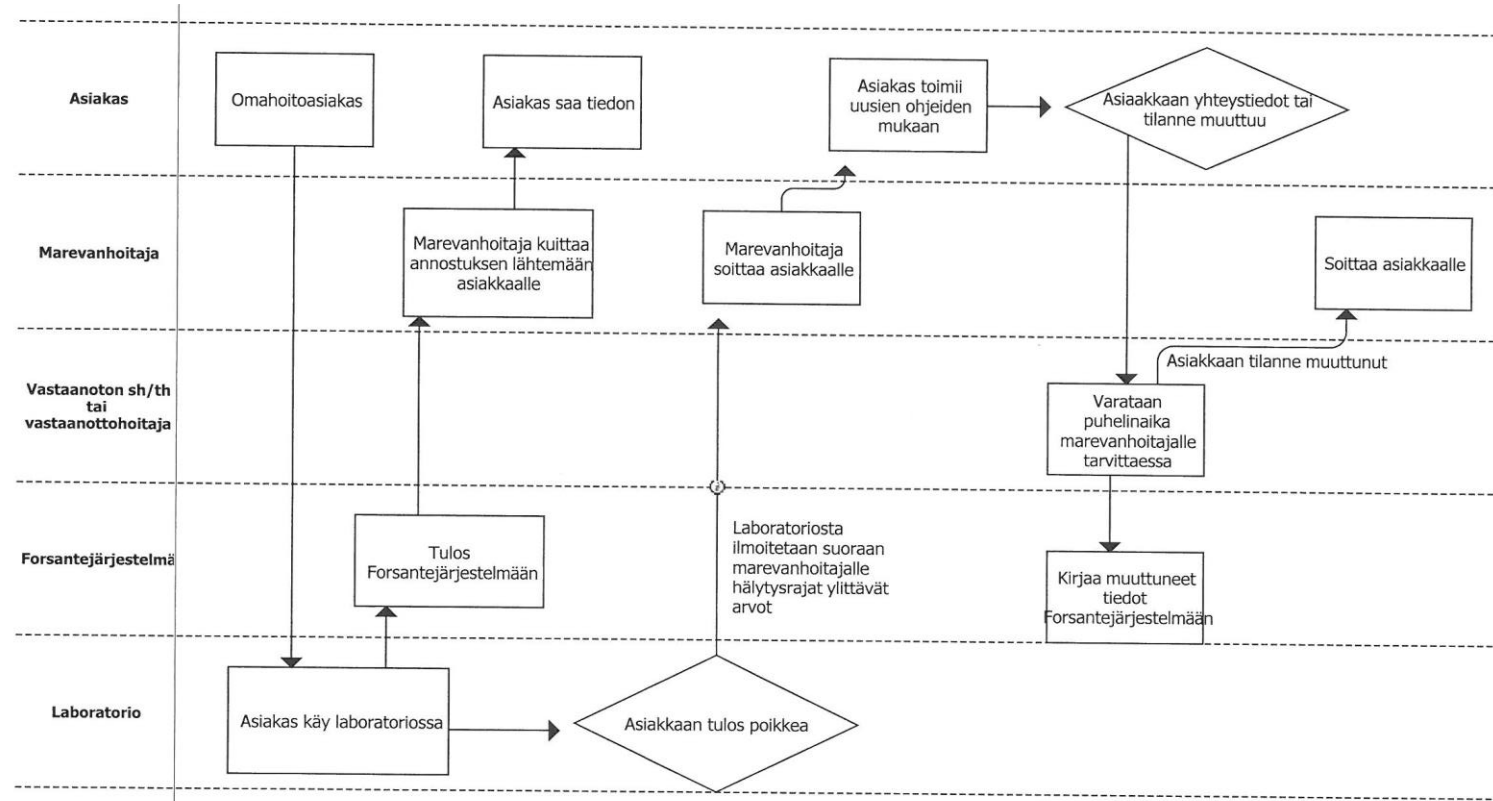 Asiakas
Omahoitoasiakas
Asiakas saa tiedon
Asiakas toimii
uusien ohjeiden
mukaan
Asiaakkaan yhteystiedot tai
tilanne muuttuu
Marevanhoitaja
Marevanhoitaja kuittaa
annostuksen lähtemään
asiakkaalle
Marevanhoitaja
soittaa asiakkaalle
Soittaa asiakkaalle
Vastaanoton sh/th
tai
vastaanottohoitaja
Asiakkaan tilanne muuttunut
Varataan
puhelinaika
marevanhoitajalle
tarvittaessa
Forsantejärjestelmä
Tulos
Forsantejärjestelmään
Laboratoriosta
ilmoitetaan suoraan
marevanhoitajalle
hälytysrajat ylittävät
arvot
Kirjaa muuttuneet
tiedot
Forsantejärjestelmään
Laboratorio
Asiakas käy laboratoriossa
Asiakkaan tulos poikkea